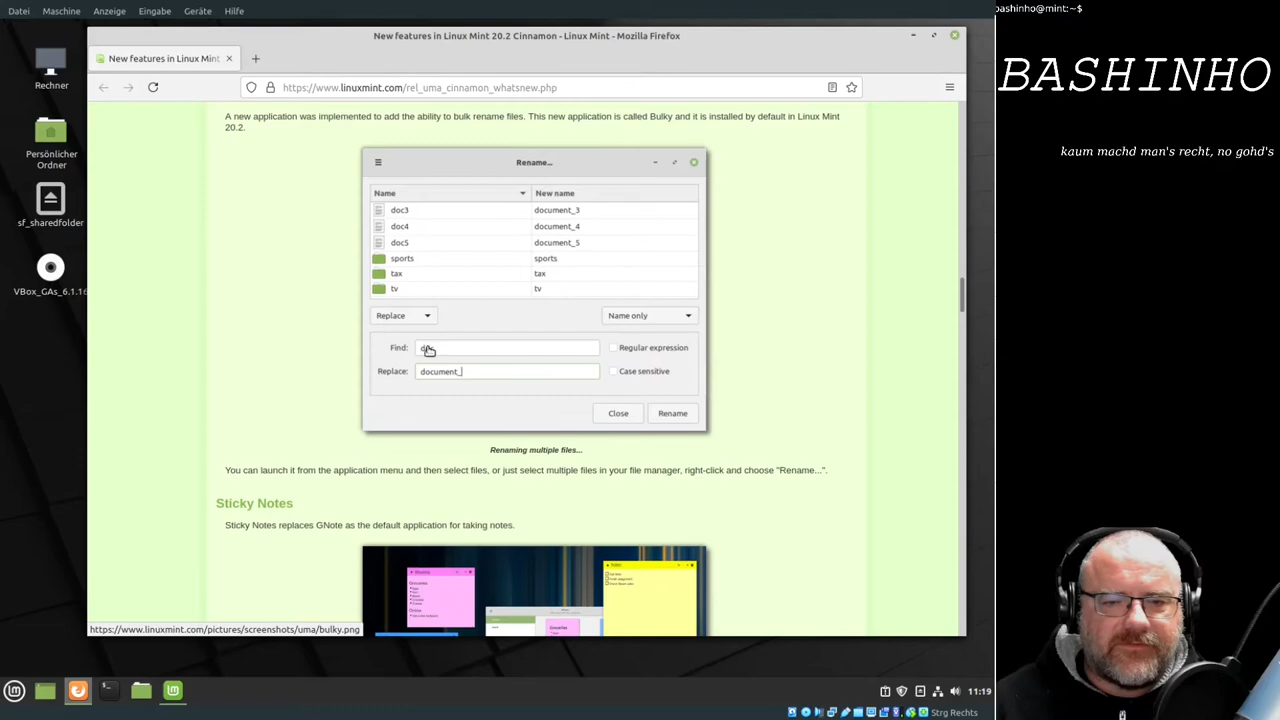 Datei Anzeige Eingabe Geräte Hilfe
bashinho@mint:~$
New features in Linux Mint 20.2 Cinnamon - Linux Mint - Mozilla Firefox
New features in Linux Mint
https://www.linuxmint.com/rel_uma_cinnamon_whatsnew.php
BASHINHO
kaum machd man's recht, no gohd's
Rechner
Persönlicher
Ordner
sf_sharedfolder
VBox_GAs_6.1.16
A new application was implemented to add the ability to bulk rename files. This new application is called Bulky and it is installed by default in Linux Mint
20.2.
Rename...
Name New name
doc3 document_3
doc4 document_4
doc5 document_5
sports sports
tax tax
tv tv
Replace Name only
Find: Regular expression
Replace: document_ Case sensitive
Close Rename
Renaming multiple files...
You can launch it from the application menu and then select files, or just select multiple files in your file manager, right-click and choose "Rename...".
Sticky Notes
Sticky Notes replaces GNote as the default application for taking notes.
https://www.linuxmint.com/pictures/screenshots/uma/bulky.png
11:19
Strg Rechts